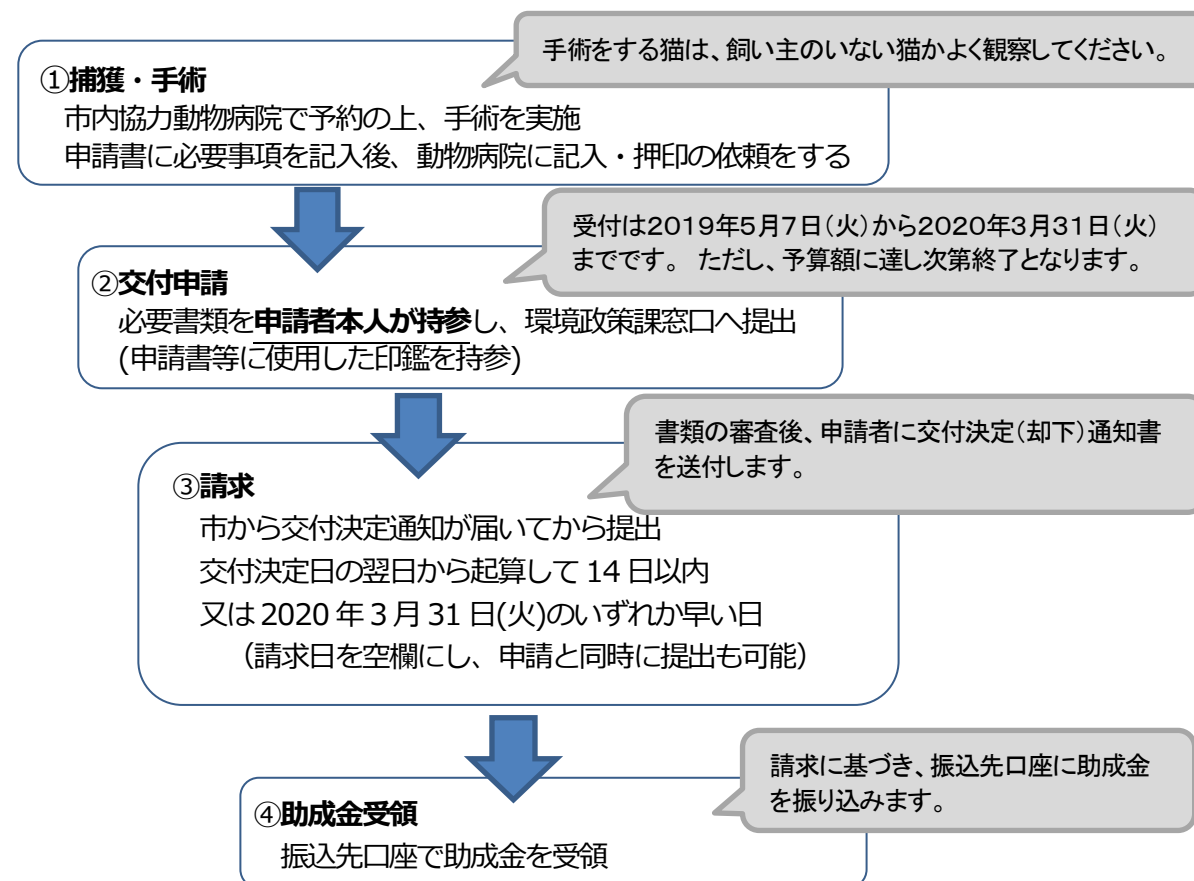 手術をする猫は、飼い主のいない猫かよく観察してください。
①捕獲・手術
市内協力動物病院で予約の上、手術を実施
申請書に必要事項を記入後、動物病院に記入・押印の依頼をする
受付は2019年5月7日(火)から2020年3月31日(火)
までです。 ただし、予算額に達し次第終了となります。
②交付申請
必要書類を申請者本人が持参し、環境政策課窓口へ提出
(申請書等に使用した印鑑を持参)
書類の審査後、申請者に交付決定(却下)通知書
を送付します。
③請求
市から交付決定通知が届いてから提出
交付決定日の翌日から起算して 14 日以内
又は 2020 年 3 月 31 日(火)のいずれか早い日
(請求日を空欄にし、申請と同時に提出も可能)
請求に基づき、振込先口座に助成金
を振り込みます。
④助成金受領
振込先口座で助成金を受領